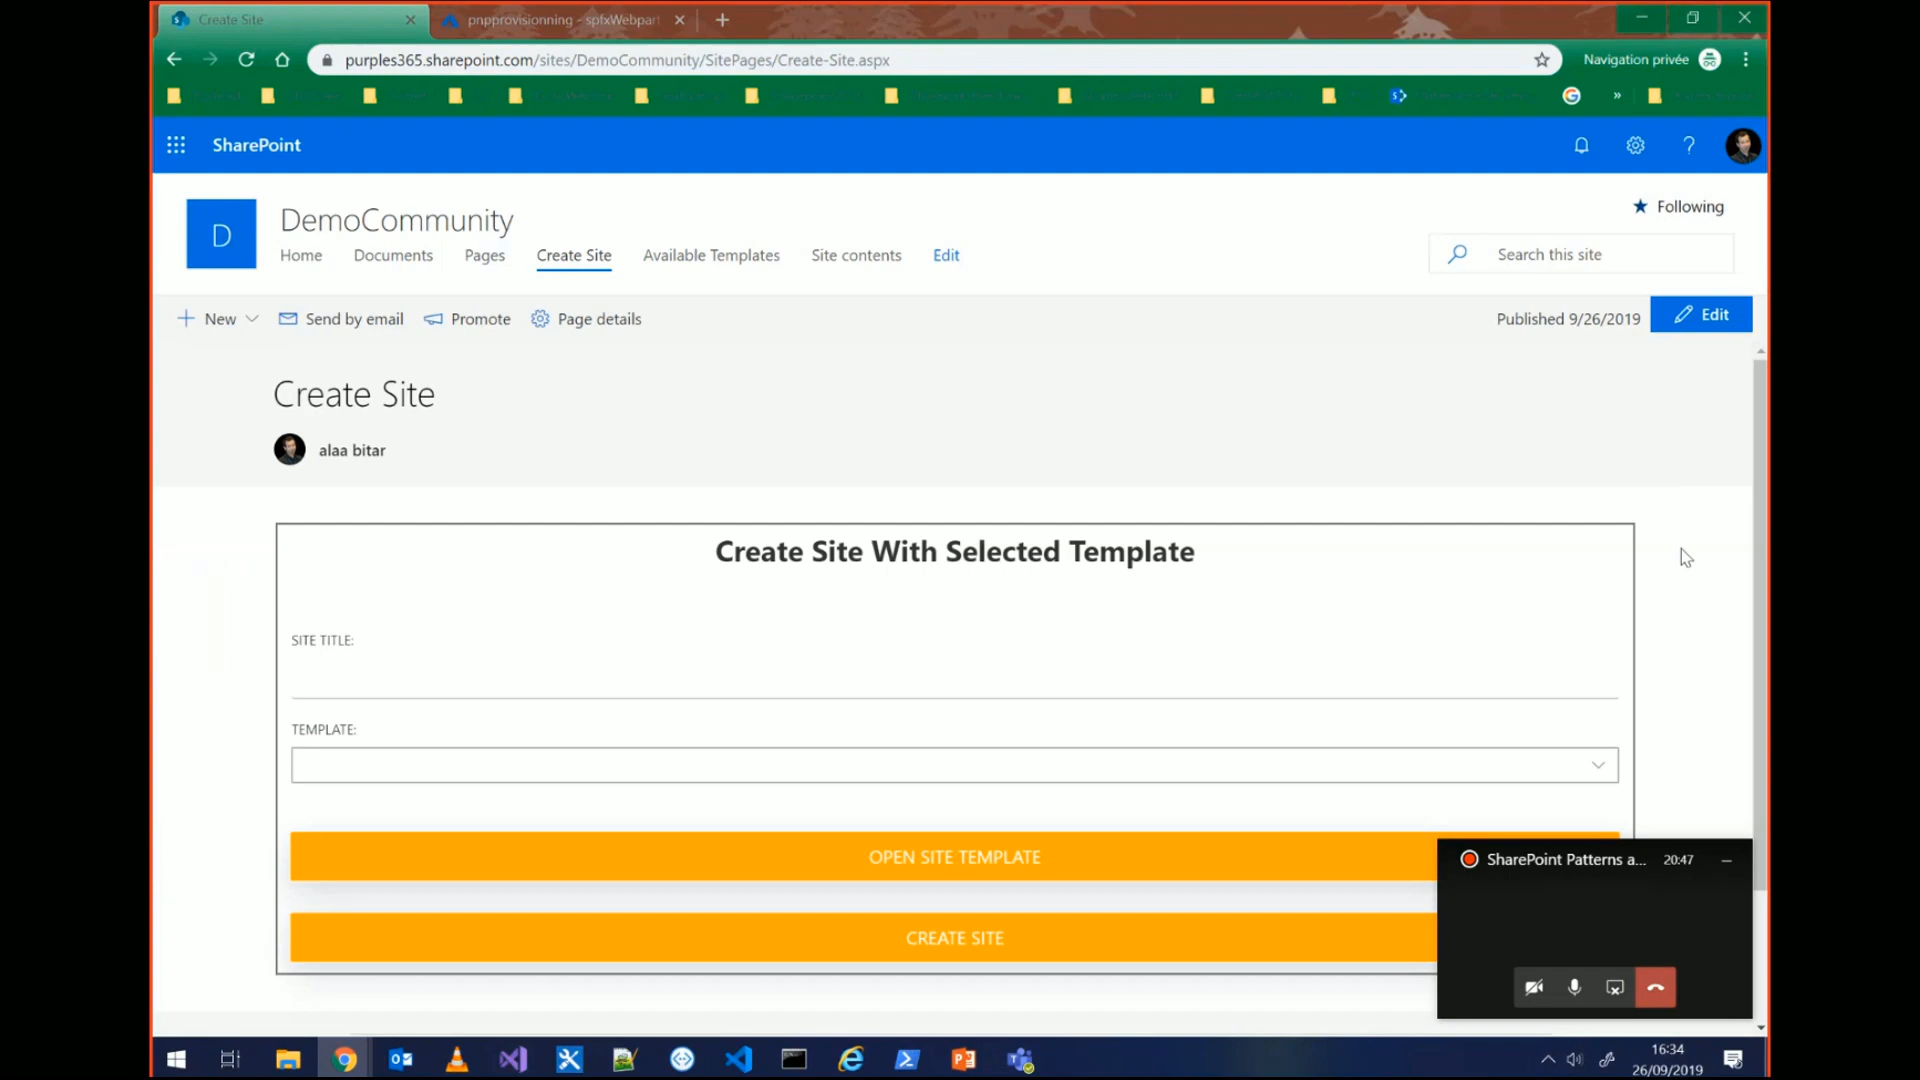 Create Site
pnpprovisionning - spfxWebpart
purples365.sharepoint.com/sites/DemoCommunity/SitePages/Create-Site.aspx
Navigation privée
SharePoint
D
DemoCommunity
Following
Home Documents Pages Create Site Available Templates Site contents Edit
Search this site
New Send by email Promote Page details
Published 9/26/2019
Edit
Create Site
alaa bitar
Create Site With Selected Template
SITE TITLE:
TEMPLATE:
OPEN SITE TEMPLATE
CREATE SITE
SharePoint Patterns a... 20:47
16:34
26/09/2019